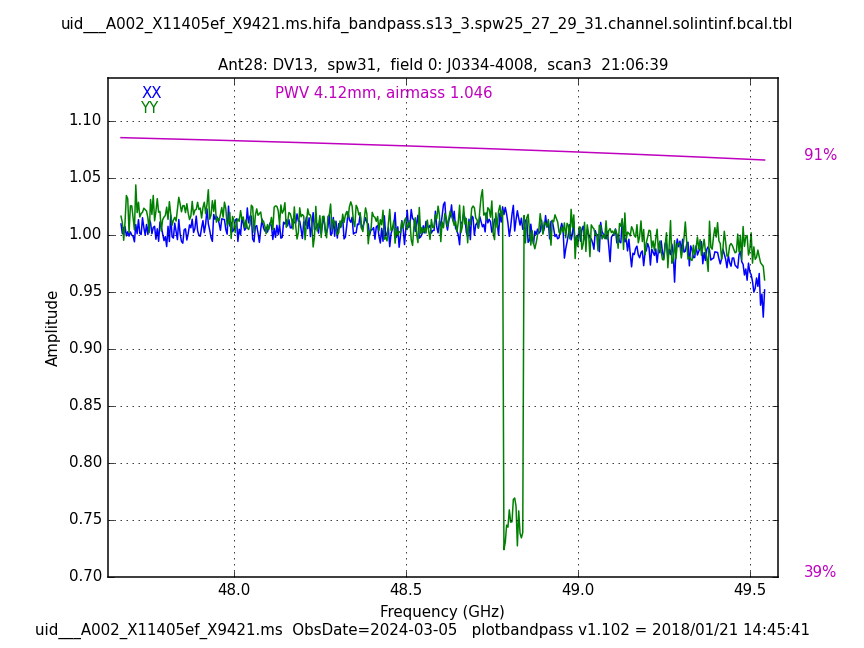 uid___A002_X11405ef_X9421.ms.hifa_bandpass.s13_3.spw25_27_29_31.channel.solintinf.bcal.tbl
Ant28: DV13,  spw31,  field 0: J0334-4008,  scan3  21:06:39
XX
PWV 4.12mm, airmass 1.046
YY
1.10
91%
1.05
1.00
0.95
0.90
Amplitude
0.85
0.80
0.75
0.70
39%
48.0
48.5
49.0
49.5
Frequency (GHz)
uid___A002_X11405ef_X9421.ms  ObsDate=2024-03-05   plotbandpass v1.102 = 2018/01/21 14:45:41